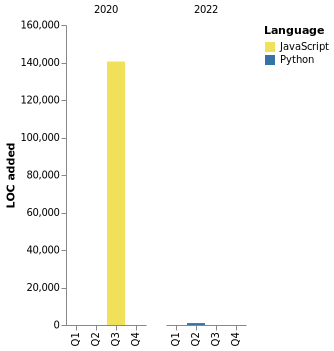 2020 2022
Language
JavaScript
Python
LOC added
160,000
140,000
120,000
100,000
80,000
60,000
40,000
20,000
0
Q1 Q2 Q3 Q4 Q1 Q2 Q3 Q4